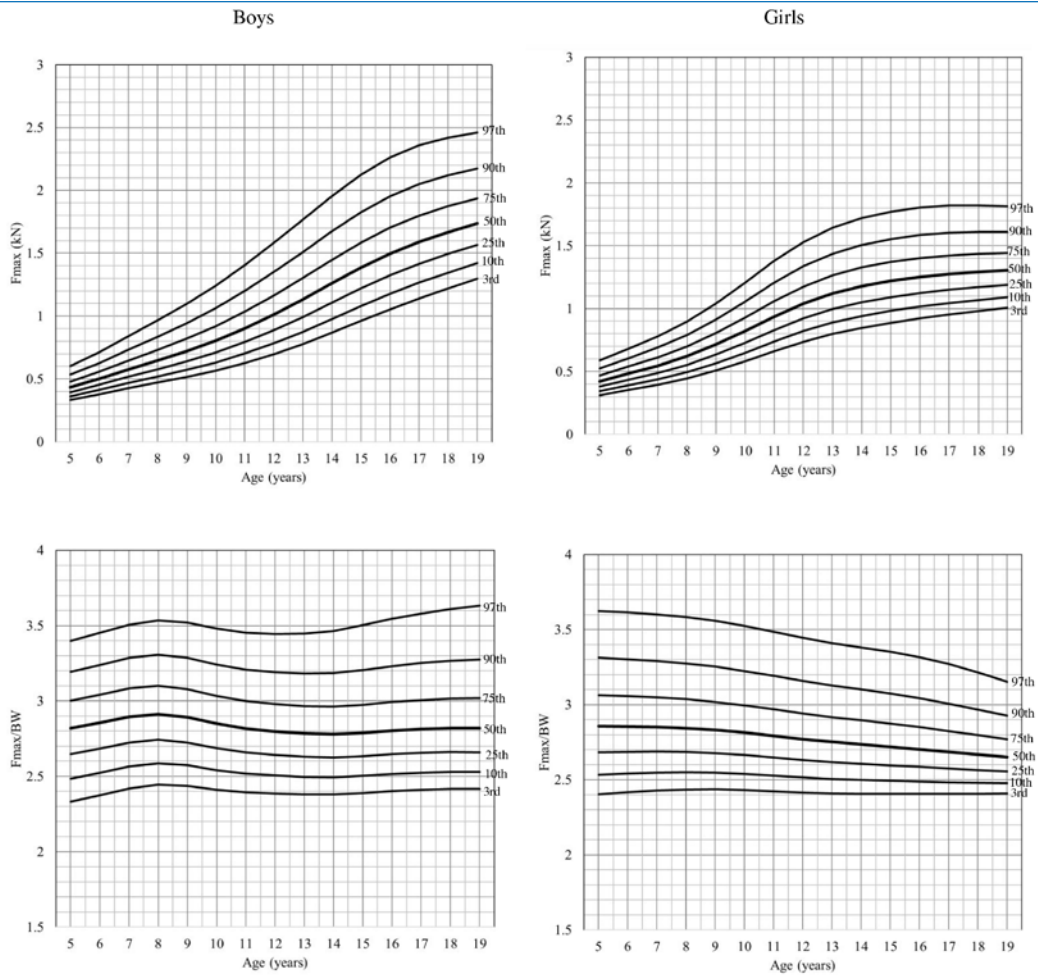 Boys
Girls
3
2.5
2
1.5
1
0.5
0
Fmax (kN)
97th
90th
75th
50th
25th
10th
3rd
5 6 7 8 9 10 11 12 13 14 15 16 17 18 19
Age (years)
3
2.5
2
1.5
1
0.5
0
Fmax (kN)
97th
90th
75th
50th
25th
10th
3rd
5 6 7 8 9 10 11 12 13 14 15 16 17 18 19
Age (years)
4
3.5
3
2.5
2
1.5
Fmax/BW
97th
90th
75th
50th
25th
10th
3rd
5 6 7 8 9 10 11 12 13 14 15 16 17 18 19
Age (years)
4
3.5
3
2.5
2
1.5
Fmax/BW
97th
90th
75th
50th
25th
10th
3rd
5 6 7 8 9 10 11 12 13 14 15 16 17 18 19
Age (years)